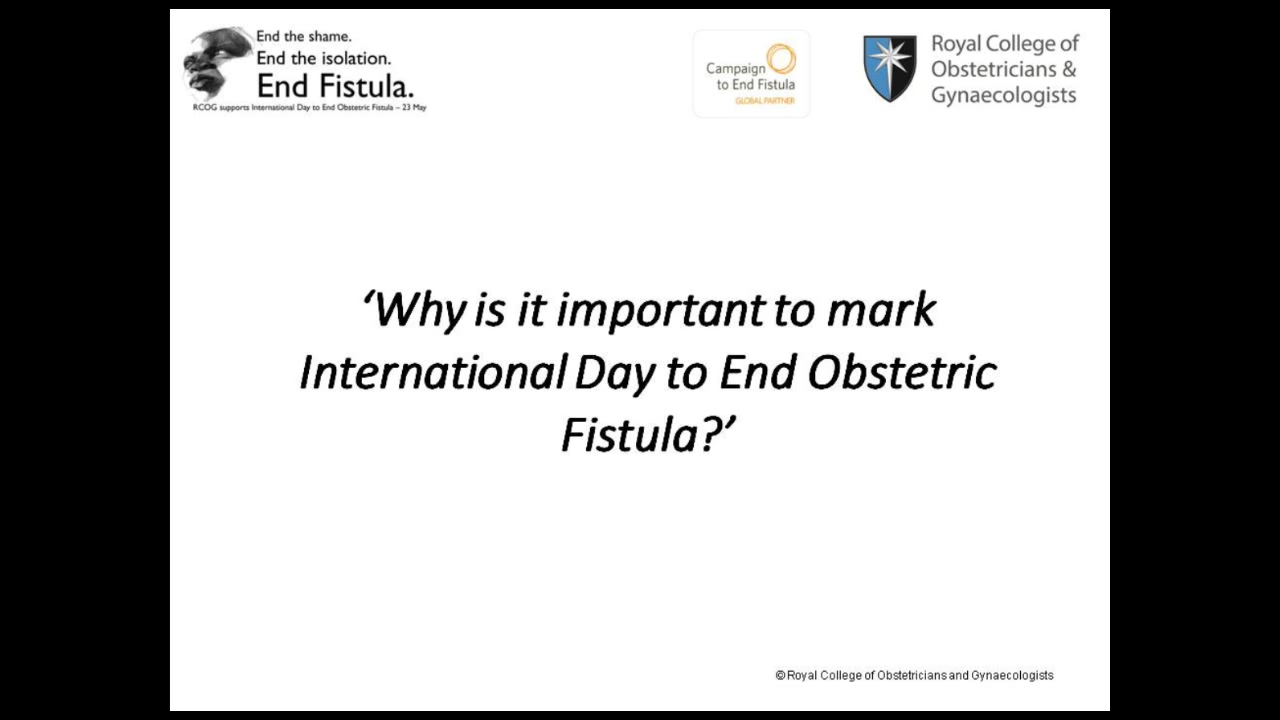 End the shame.
End the isolation.
End Fistula.
RCOG supports International Day to End Obstetric Fistula – 23 May
Campaign
to End Fistula
GLOBAL PARTNER
Royal College of
Obstetricians &
Gynaecologists
‘Why is it important to mark
International Day to End Obstetric
Fistula?’
© Royal College of Obstetricians and Gynaecologists